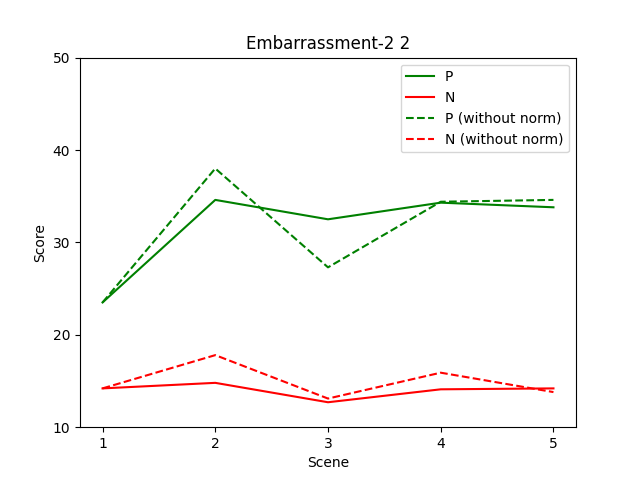 Embarrassment-2 2
50
40
30
20
10
Score
1 2 3 4 5
Scene
P
N
P (without norm)
N (without norm)